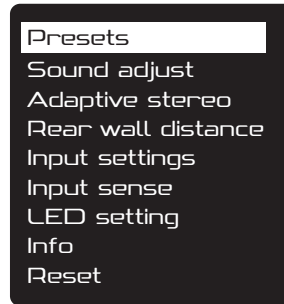 Presets
Sound adjust
Adaptive stereo
Rear wall distance
Input settings
Input sense
LED setting
Info
Reset